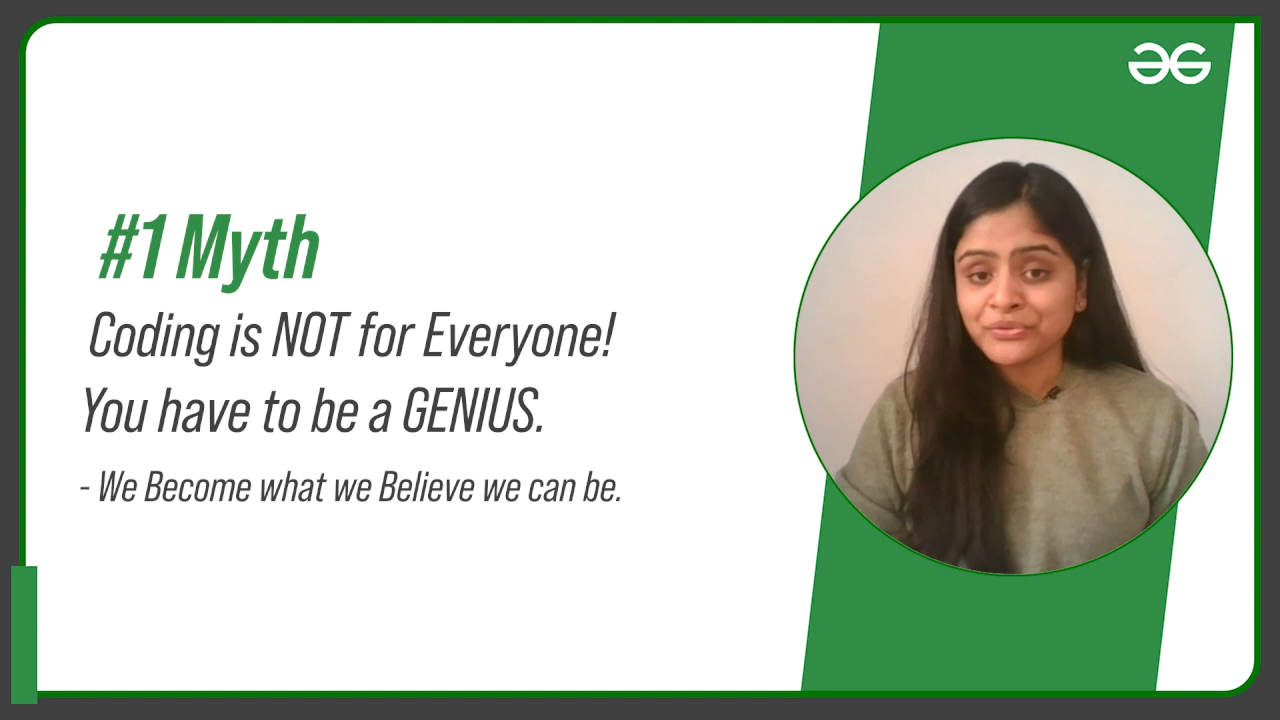 #1 Myth
Coding is NOT for Everyone!
You have to be a GENIUS.
- We Become what we Believe we can be.